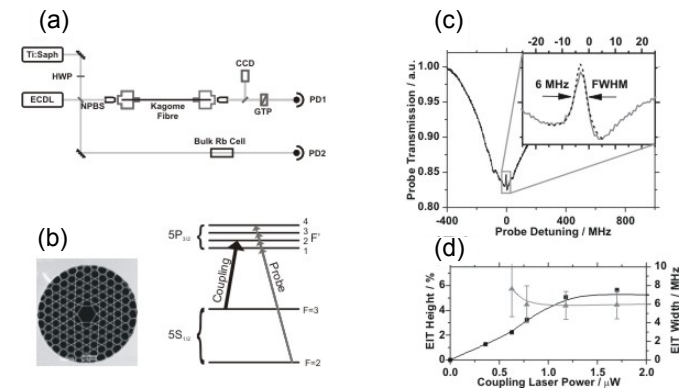 (a)
Ti:Saph
HWP
ECDL
NPBS
Kagome
Fibre
CCD
GTP
PD1
Bulk Rb Cell
PD2
(b)
5P3/2
4
3
2
1
F'
Coupling
Probe
5S1/2
F=3
F=2
(c)
-20 -10 0 10 20
6 MHz
FWHM
1.00
0.95
0.90
0.85
0.80
Probe Transmission / a.u.
-400 0 400 800
Probe Detuning / MHz
(d)
6
4
2
0
EIT Height / %
10
8
6
4
2
0
EIT Width / MHz
0.0 0.5 1.0 1.5 2.0
Coupling Laser Power / μW